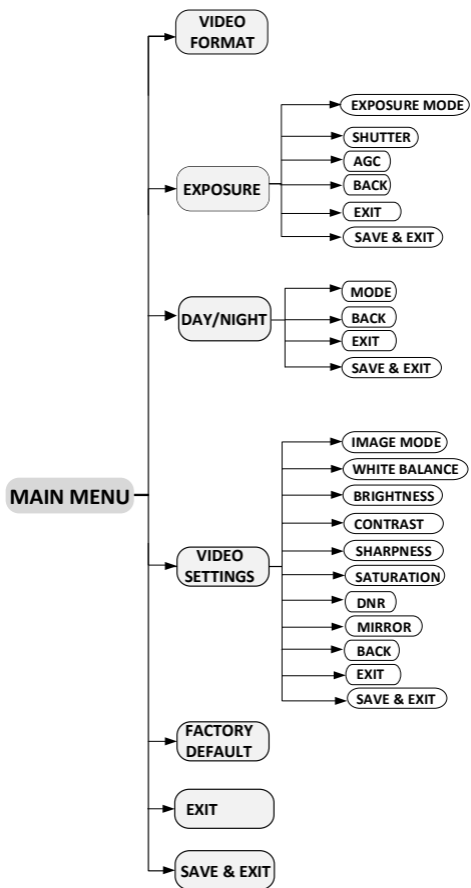 VIDEO
FORMAT
EXPOSURE
EXPOSURE MODE
SHUTTER
AGC
BACK
EXIT
SAVE & EXIT
DAY/NIGHT
MODE
BACK
EXIT
SAVE & EXIT
MAIN MENU
VIDEO
SETTINGS
IMAGE MODE
WHITE BALANCE
BRIGHTNESS
CONTRAST
SHARPNESS
SATURATION
DNR
MIRROR
BACK
EXIT
SAVE & EXIT
FACTORY
DEFAULT
EXIT
SAVE & EXIT